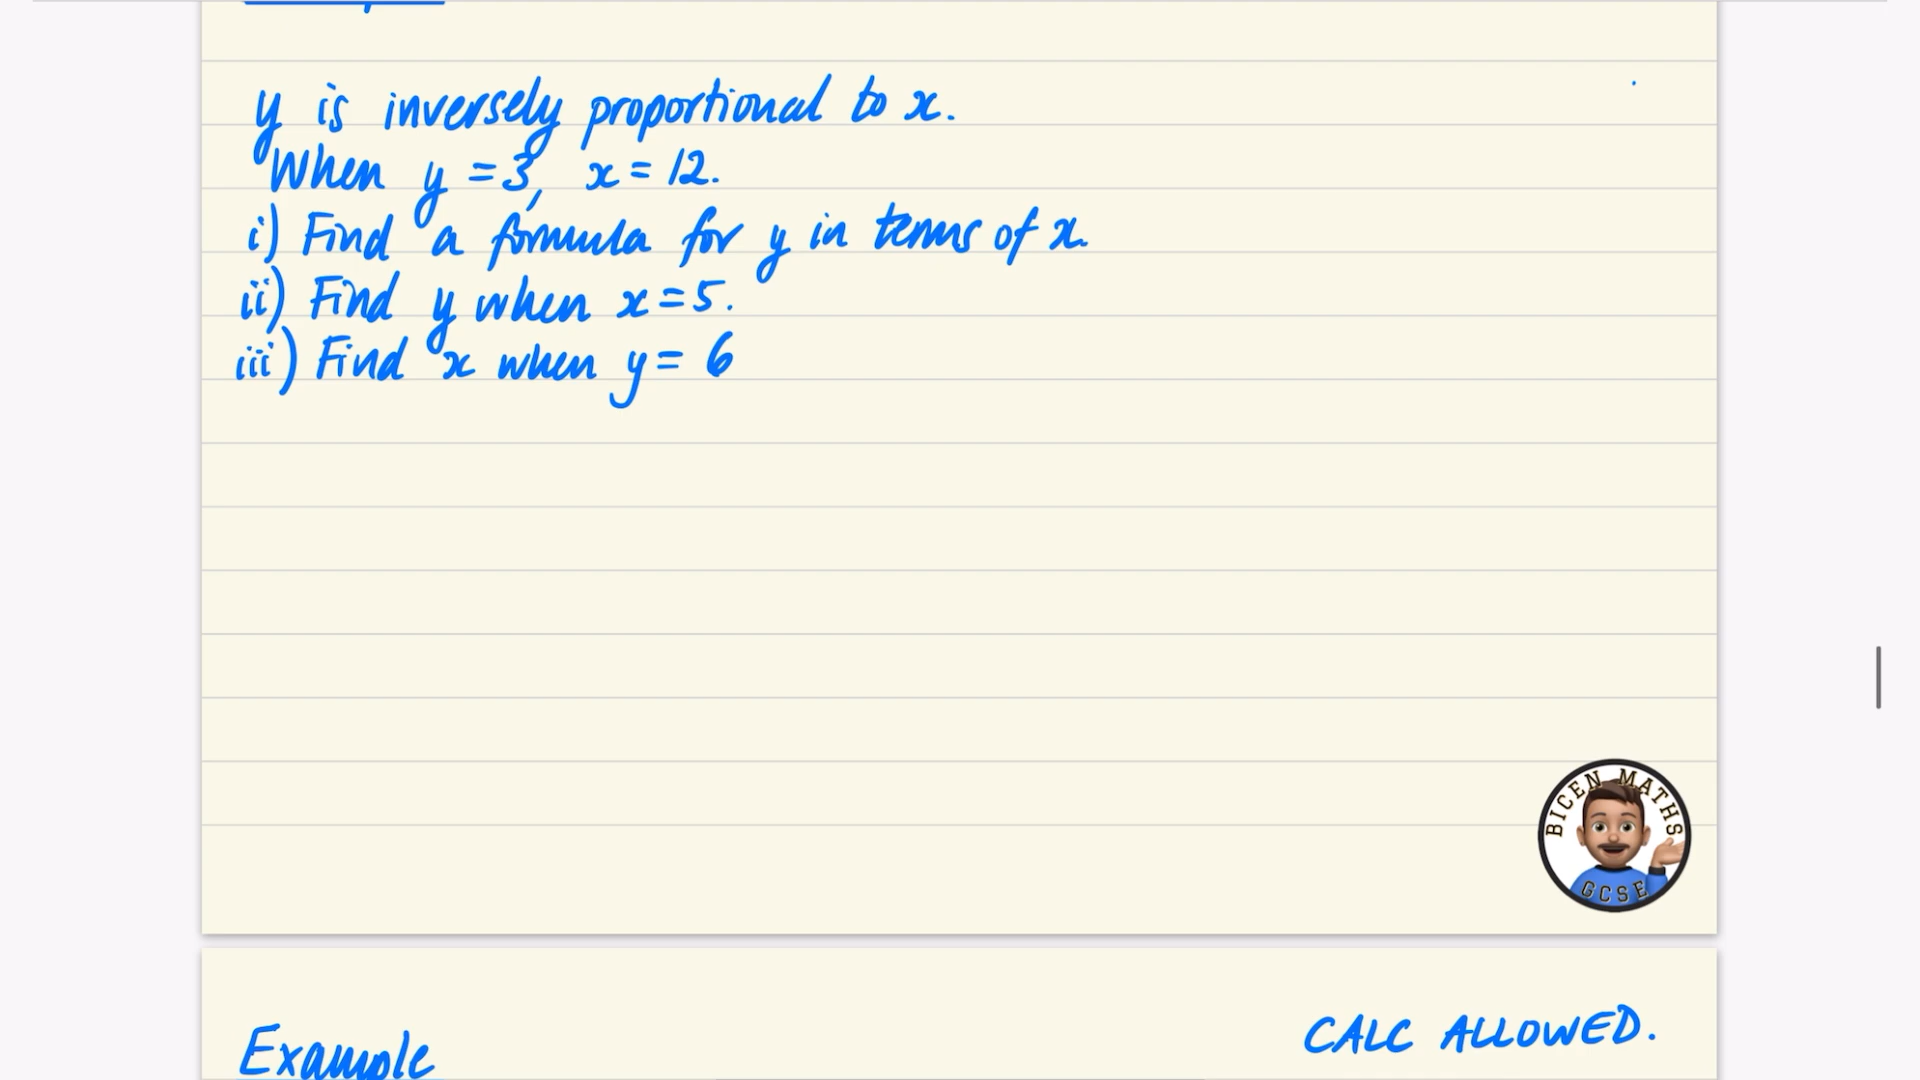 y is inversely proportional to x.
When y = 3, x = 12.
i) Find a formula for y in terms of x.
ii) Find y when x = 5.
iii) Find x when y = 6
BICEN MATHS
GCSE
CALC ALLOWED.
Example